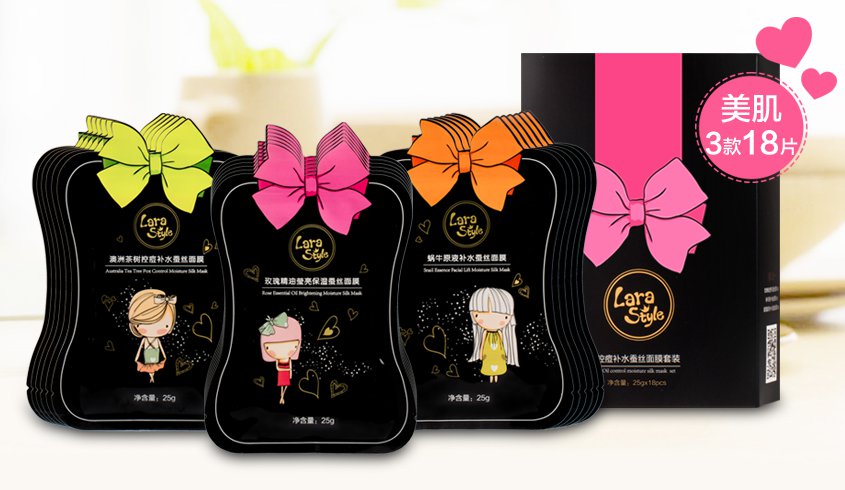 Lara
Style
澳洲茶树控痘补水蚕丝面膜
Australia Tea Tree Pox Control Moisture Silk Mask
净含量：25g
Lara
Style
玫瑰精油莹亮保湿蚕丝面膜
Rose Essential Oil Brightening Moisture Silk Mask
净含量：25g
Lara
Style
蜗牛原液补水蚕丝面膜
Snail Essence Facial Lift Moisture Silk Mask
净含量：25g
美肌
3款18片
Lara
Style
控痘补水蚕丝面膜套装
Oil control moisture silk mask set
25gx18pcs